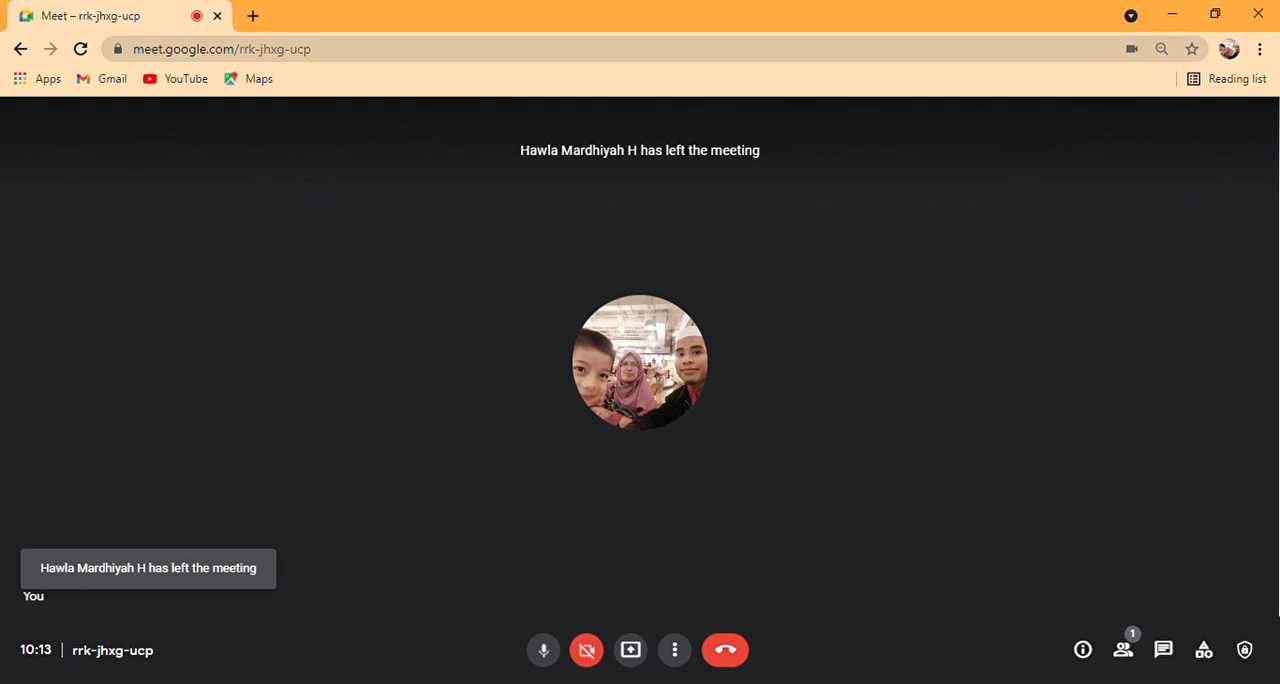 Meet – rrk-jhxg-ucp
meet.google.com/rrk-jhxg-ucp
Apps Gmail YouTube Maps Reading list
Hawla Mardhiyah H has left the meeting
Hawla Mardhiyah H has left the meeting
You
10:13 | rrk-jhxg-ucp
1